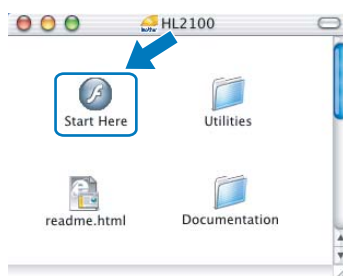 HL2100
Start Here
Utilities
readme.html
Documentation